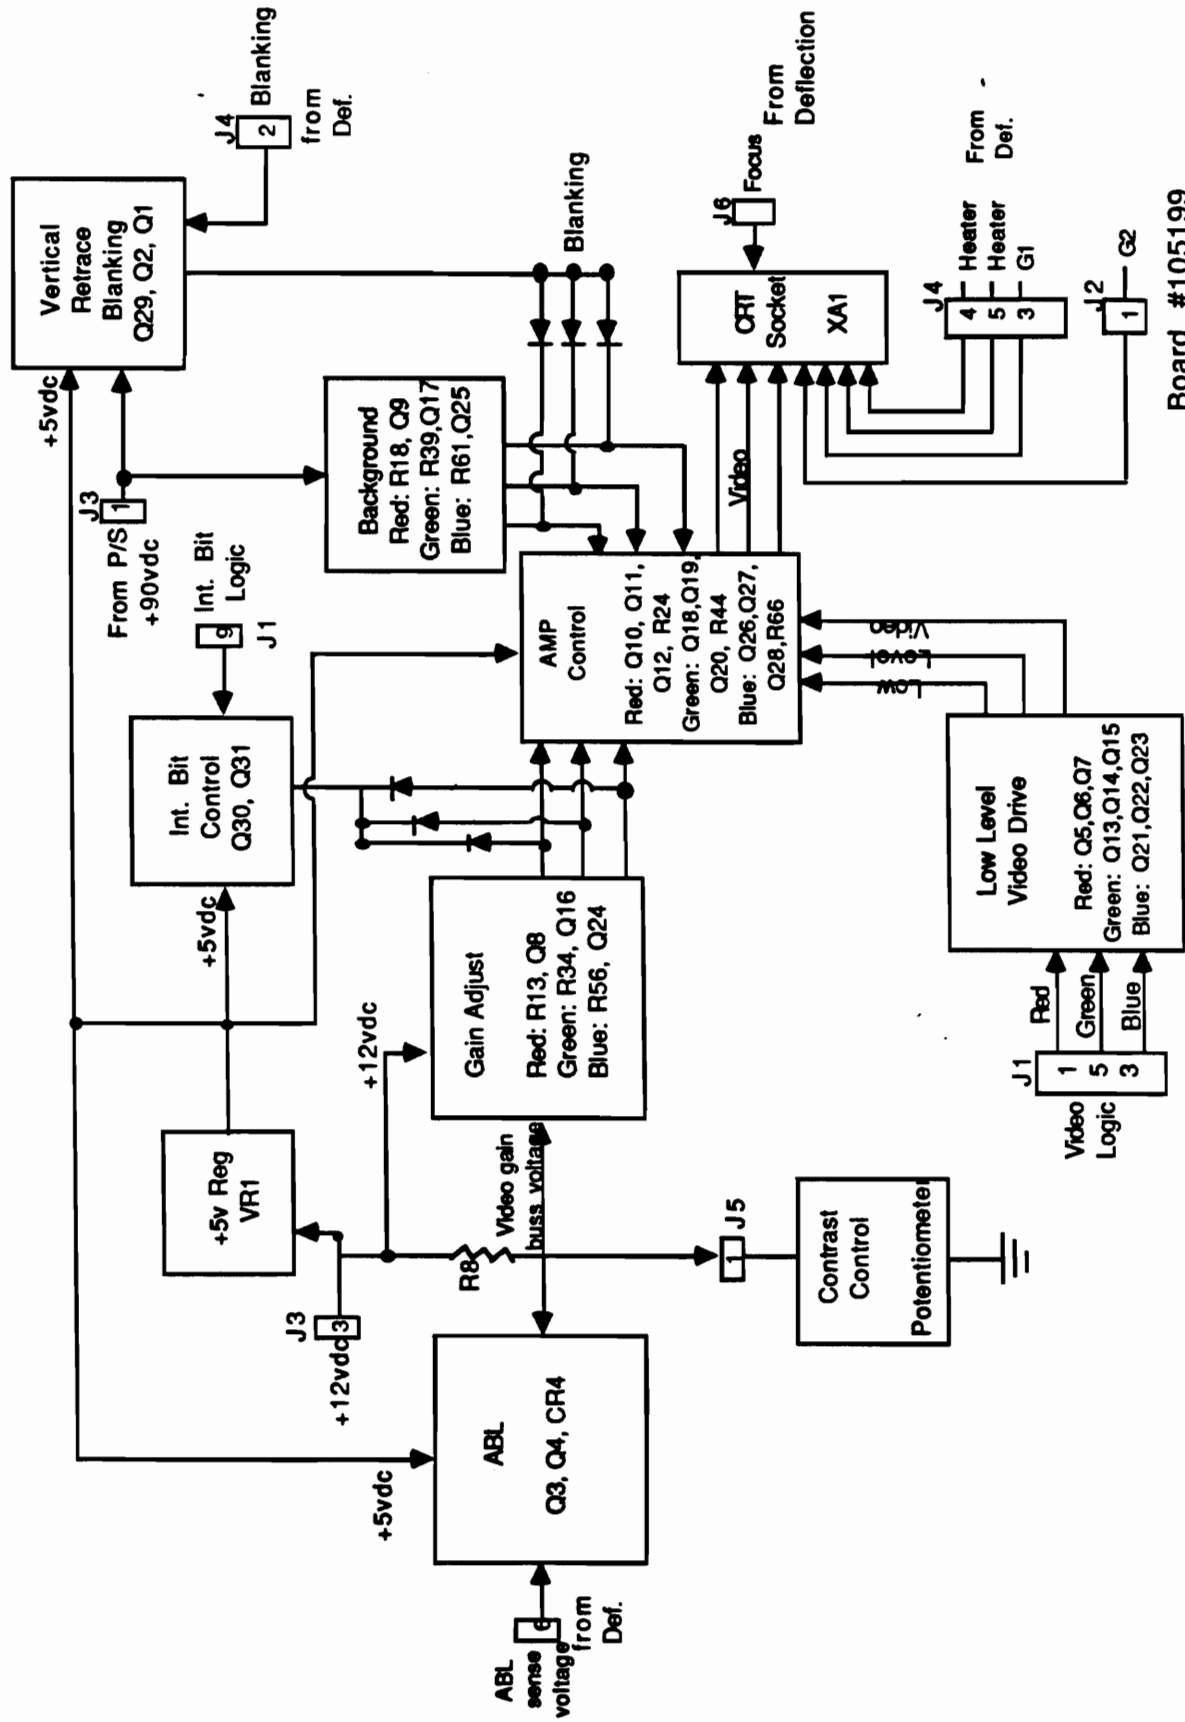 ABL
sense
voltage
6
from
Def.
+5vdc
ABL
Q3, Q4, CR4
+12vdc
J3
3
+5v Reg
VR1
R8
Video gain
buss voltage
+12vdc
J5
1
Contrast
Control
Potentiometer
Gain Adjust
Red: R13, Q8
Green: R34, Q16
Blue: R56, Q24
+5vdc
Int. Bit
Control
Q30, Q31
9
J1
Int. Bit
Logic
J1
1
5
3
Video
Logic
Red
Green
Blue
Low Level
Video Drive
Red: Q5,Q6,Q7
Green: Q13,Q14,Q15
Blue: Q21,Q22,Q23
Low
Level
Video
AMP
Control
Red: Q10, Q11,
Q12, R24
Green: Q18,Q19,
Q20, R44
Blue: Q26,Q27,
Q28,R66
From P/S
+90vdc
J3
1
+5vdc
Background
Red: R18, Q9
Green: R39,Q17
Blue: R61,Q25
Vertical
Retrace
Blanking
Q29, Q2, Q1
J4
2
Blanking
from
Def.
Blanking
Video
CRT
Socket
XA1
J6
Focus
From
Deflection
J4
4
5
3
Heater
Heater
G1
From
Def.
J2
1
G2
Board #105199